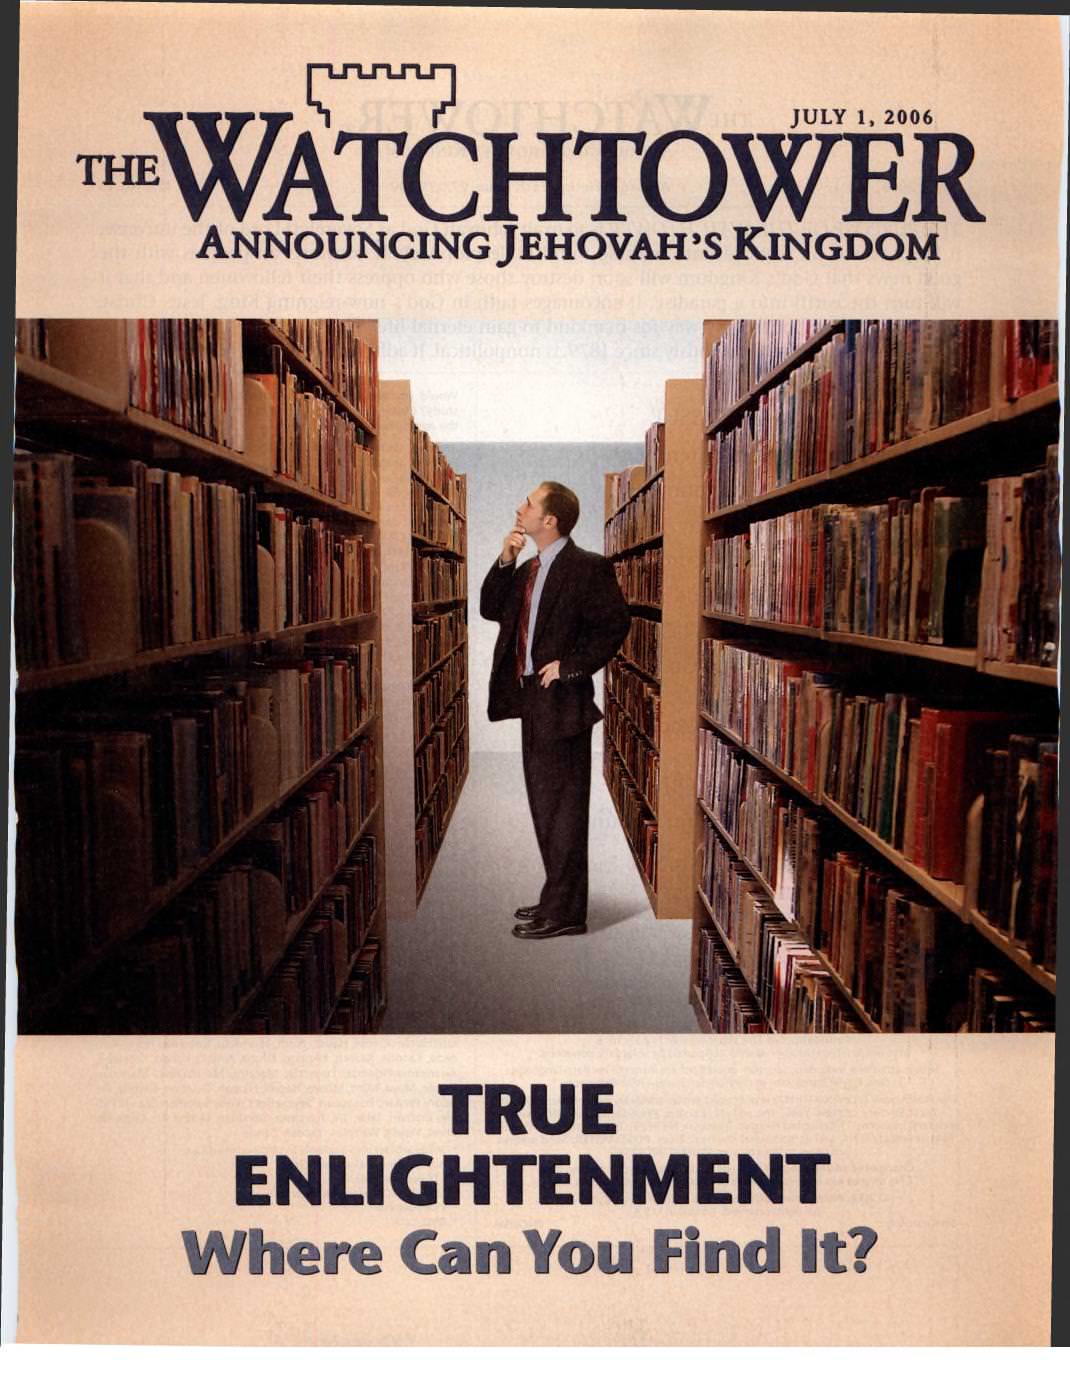 JULY 1, 2006
THE WATCHTOWER
ANNOUNCING JEHOVAH'S KINGDOM
TRUE
ENLIGHTENMENT
Where Can You Find It?